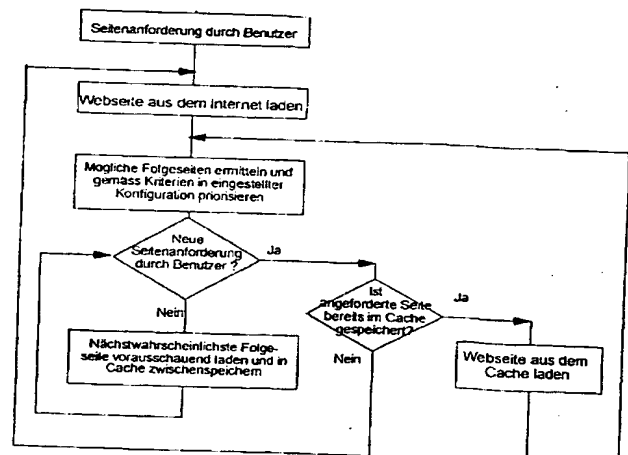 Seitenanforderung durch Benutzer
Webseite aus dem Internet laden
Mögliche Folgeseiten ermitteln und
gemäss Kriterien in eingestellter
Konfiguration priorisieren
Neue
Seitenanforderung
durch Benutzer ?
Ja
Nein
Nächstwahrscheinlichste Folge-
seite vorausschauend laden und in
Cache zwischenspeichern
Ist
angeforderte Seite
bereits im Cache
gespeichert?
Ja
Nein
Webseite aus dem
Cache laden